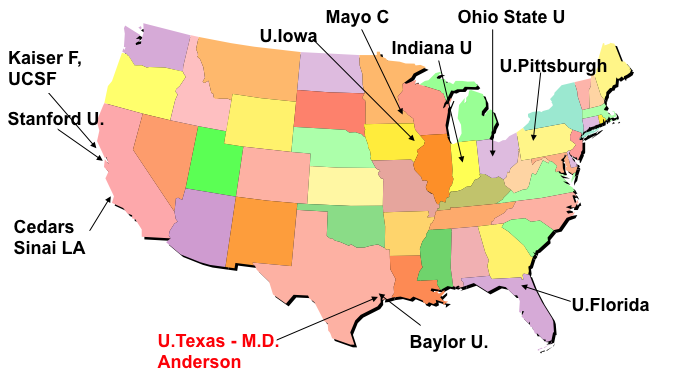 Mayo C
Ohio State U
U.Iowa
Indiana U
Kaiser F,
UCSF
U.Pittsburgh
Stanford U.
Cedars
Sinai LA
U.Florida
U.Texas - M.D.
Anderson
Baylor U.